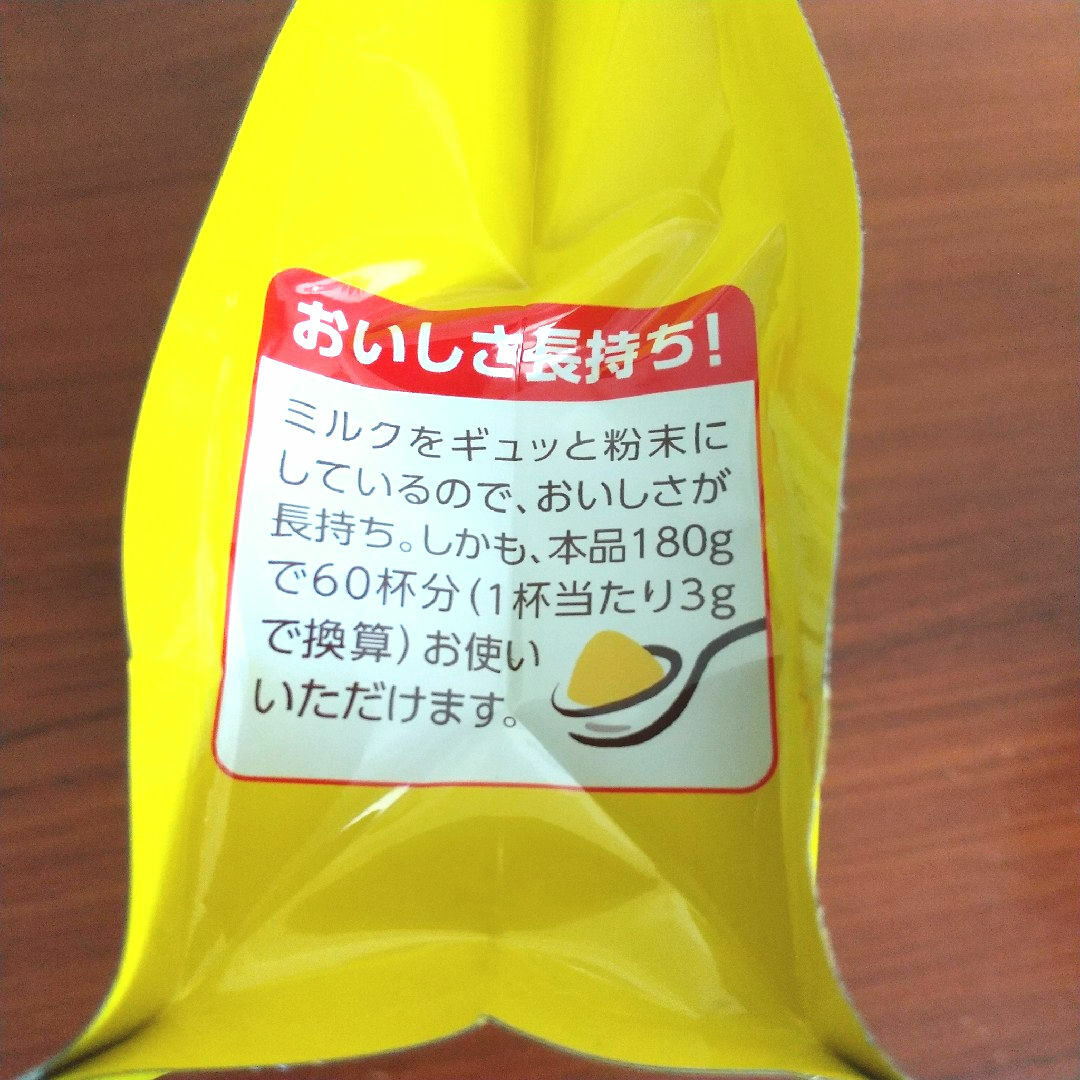 おいしさ長持ち!
ミルクをギュッと粉末に
しているので、おいしさが
長持ち。しかも、本品180g
で60杯分(1杯当たり3g
で換算)お使い
いただけます。